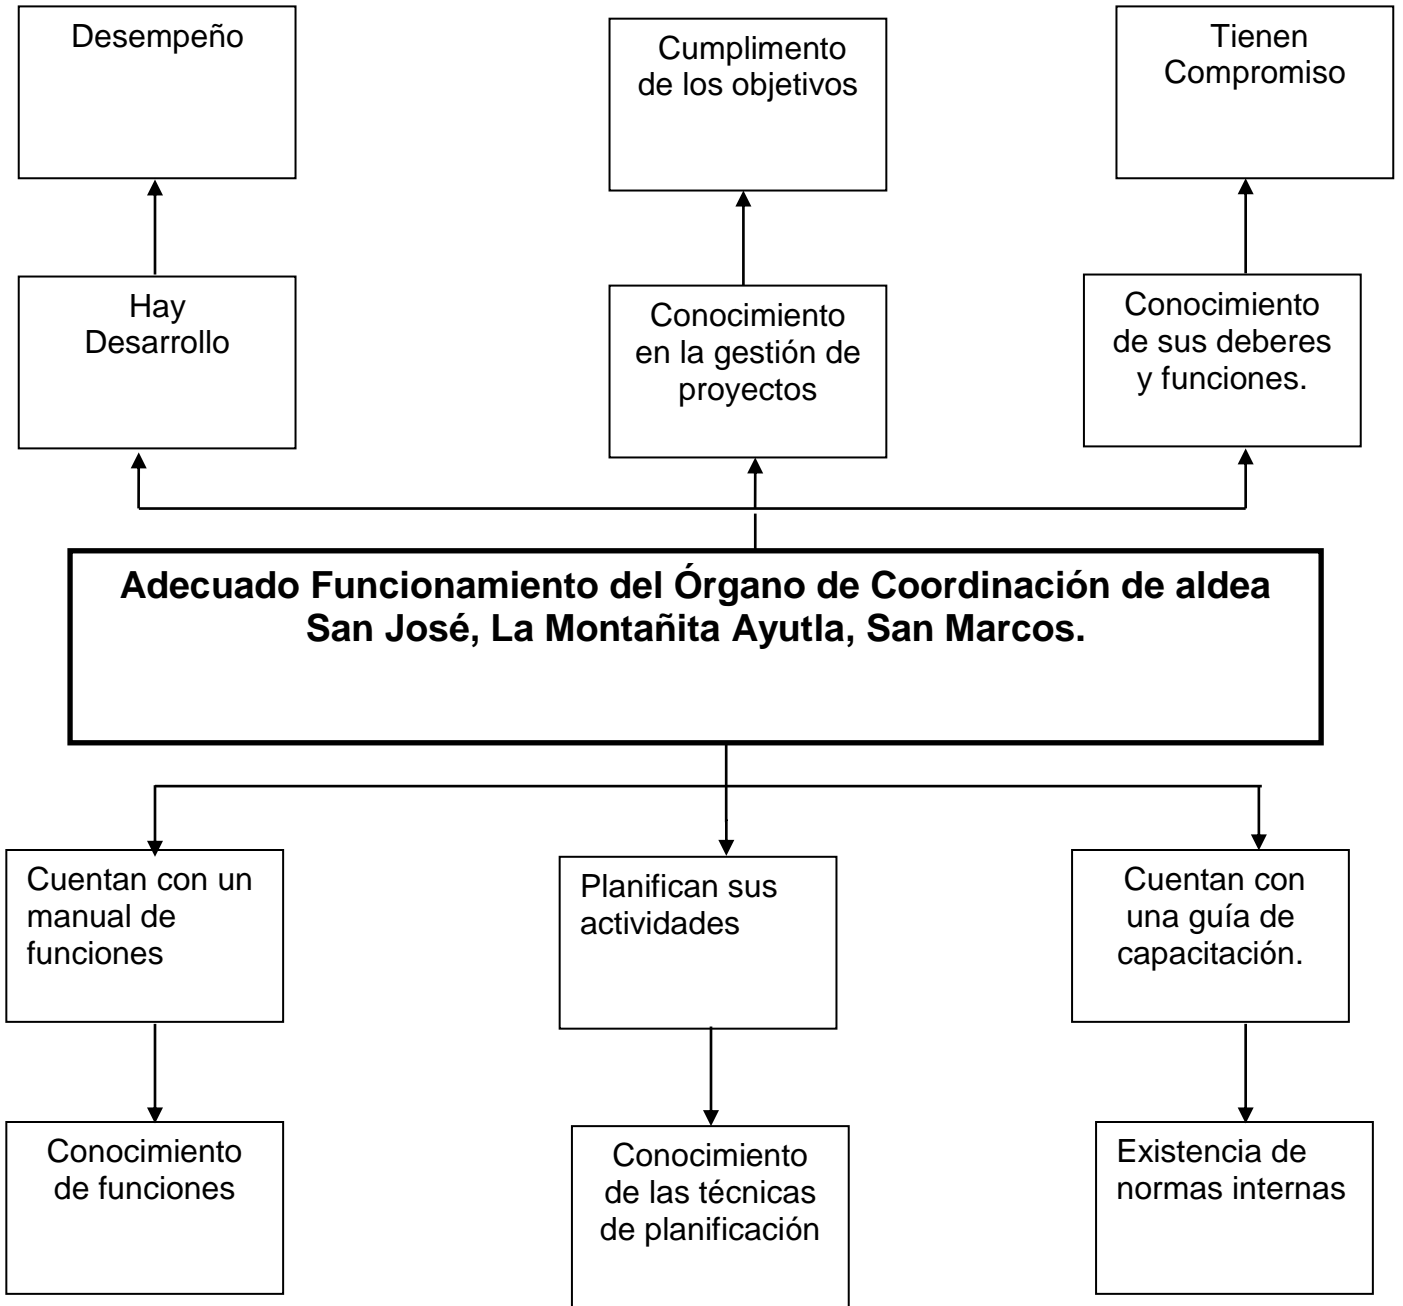 Desempeño
Cumplimento
de los objetivos
Tienen
Compromiso
Hay
Desarrollo
Conocimiento
en la gestión de
proyectos
Conocimiento
de sus deberes
y funciones.
Adecuado Funcionamiento del Órgano de Coordinación de aldea
San José, La Montañita Ayutla, San Marcos.
Cuentan con un
manual de
funciones
Planifican sus
actividades
Cuentan con
una guía de
capacitación.
Conocimiento
de funciones
Conocimiento
de las técnicas
de planificación
Existencia de
normas internas